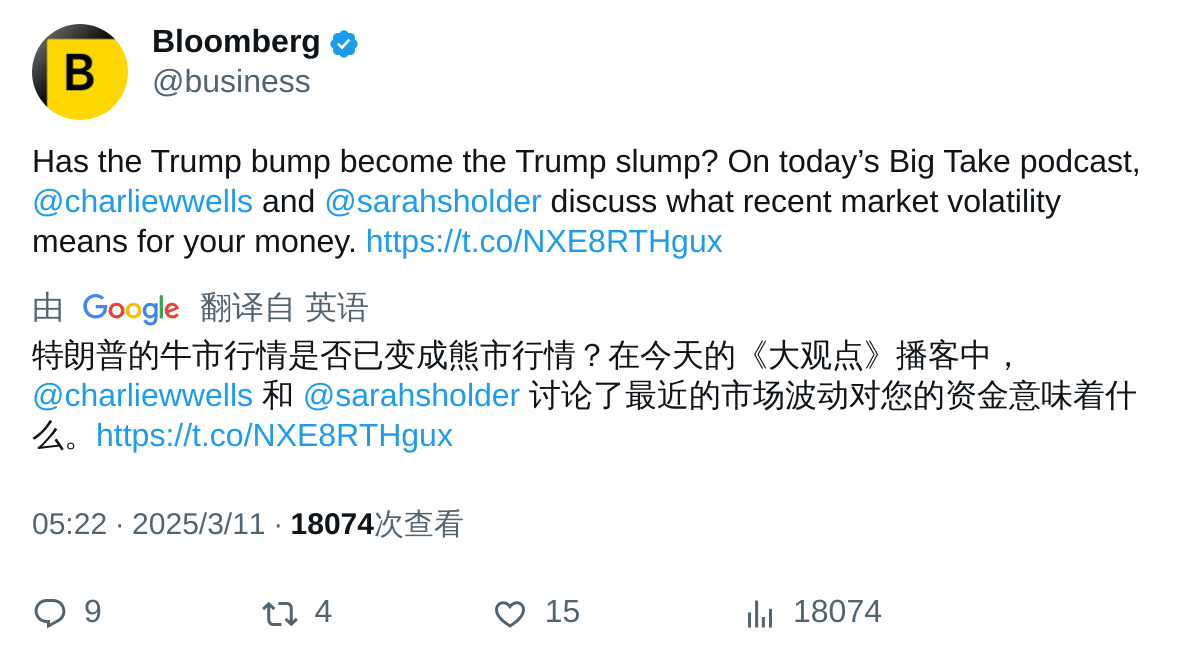 B
Bloomberg
@business
Has the Trump bump become the Trump slump? On today’s Big Take podcast,
@charliewwells and @sarahsholder discuss what recent market volatility
means for your money. https://t.co/NXE8RTHgux
由 Google 翻译自 英语
特朗普的牛市行情是否已变成熊市行情？在今天的《大观点》播客中，
@charliewwells 和 @sarahsholder 讨论了最近的市场波动对您的资金意味着什
么。https://t.co/NXE8RTHgux
05:22 · 2025/3/11 · 18074次查看
9 4 15 18074